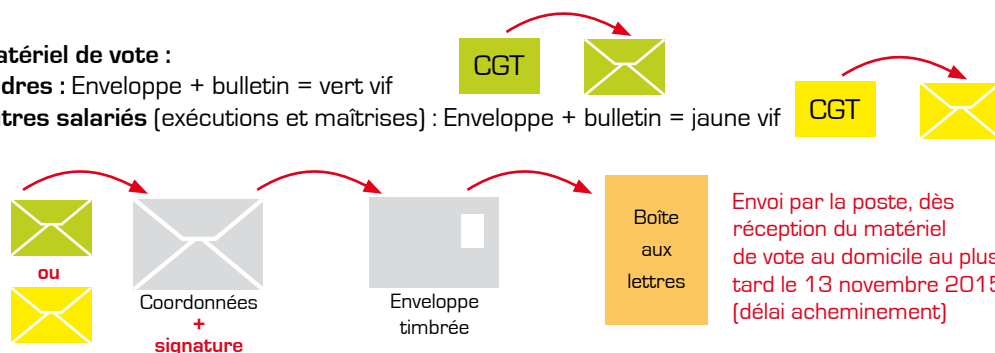 atériel de vote :
dres : Enveloppe + bulletin = vert vif
CGT
utres salariés (exécutions et maîtrises) : Enveloppe + bulletin = jaune vif
CGT
ou
Coordonnées
+
signature
Enveloppe
timbrée
Boîte
aux
lettres
Envoi par la poste, dès
réception du matériel
de vote au domicile au plus
tard le 13 novembre 2015
(délai acheminement)